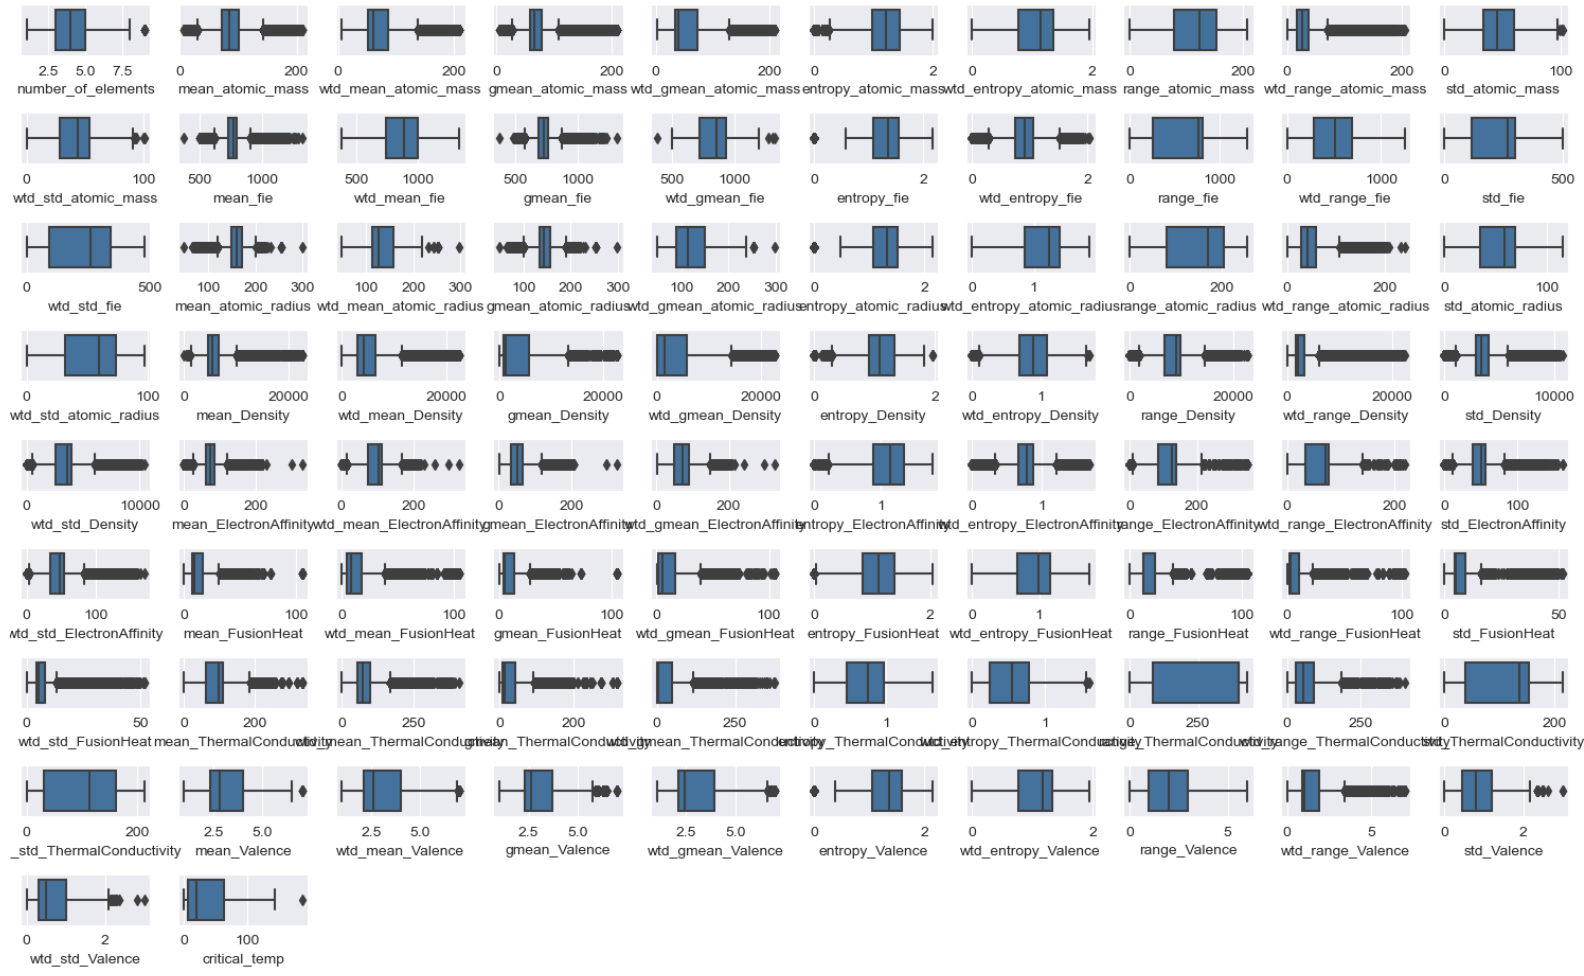 2.5 5.0 7.5 0 200 0 200 0 200 0 200 0 2 0 2 0 200 0 200 0 100
number_of_elements mean_atomic_mass wtd_mean_atomic_mass gmean_atomic_mass wtd_gmean_atomic_mass entropy_atomic_mass wtd_entropy_atomic_mass range_atomic_mass wtd_range_atomic_mass std_atomic_mass
0 100 500 1000 500 1000 500 1000 500 1000 0 2 0 2 0 1000 0 1000 0 500
wtd_std_atomic_mass mean_fie wtd_mean_fie gmean_fie wtd_gmean_fie entropy_fie wtd_entropy_fie range_fie wtd_range_fie std_fie
0 500 100 200 300 100 200 300 100 200 300 100 200 300 0 2 0 1 0 200 0 200 0 100
wtd_std_fie mean_atomic_radius wtd_mean_atomic_radius gmean_atomic_radius wtd_gmean_atomic_radius entropy_atomic_radius wtd_entropy_atomic_radius range_atomic_radius wtd_range_atomic_radius std_atomic_radius
0 100 0 20000 0 20000 0 20000 0 20000 0 2 0 1 0 20000 0 20000 0 10000
wtd_std_atomic_radius mean_Density wtd_mean_Density gmean_Density wtd_gmean_Density entropy_Density wtd_entropy_Density range_Density wtd_range_Density std_Density
0 10000 0 200 0 200 0 200 0 200 1 0 1 0 200 0 200 0 100
wtd_std_Density mean_ElectronAffinity wtd_mean_ElectronAffinity gmean_ElectronAffinity wtd_gmean_ElectronAffinity entropy_ElectronAffinity wtd_entropy_ElectronAffinity range_ElectronAffinity wtd_range_ElectronAffinity std_ElectronAffinity
0 100 0 100 0 100 0 100 0 100 0 2 0 1 0 100 0 100 0 50
wtd_std_ElectronAffinity mean_FusionHeat wtd_mean_FusionHeat gmean_FusionHeat wtd_gmean_FusionHeat entropy_FusionHeat wtd_entropy_FusionHeat range_FusionHeat wtd_range_FusionHeat std_FusionHeat
0 50 0 200 0 250 0 200 0 250 0 1 0 1 0 250 0 250 0 200
wtd_std_FusionHeat mean_ThermalConductivity wtd_mean_ThermalConductivity gmean_ThermalConductivity wtd_gmean_ThermalConductivity entropy_ThermalConductivity wtd_entropy_ThermalConductivity range_ThermalConductivity wtd_range_ThermalConductivity std_ThermalConductivity
0 200 2.5 5.0 2.5 5.0 2.5 5.0 2.5 5.0 0 2 0 2 0 5 0 5 0 2
_std_ThermalConductivity mean_Valence wtd_mean_Valence gmean_Valence wtd_gmean_Valence entropy_Valence wtd_entropy_Valence range_Valence wtd_range_Valence std_Valence
0 2 0 100
wtd_std_Valence critical_temp